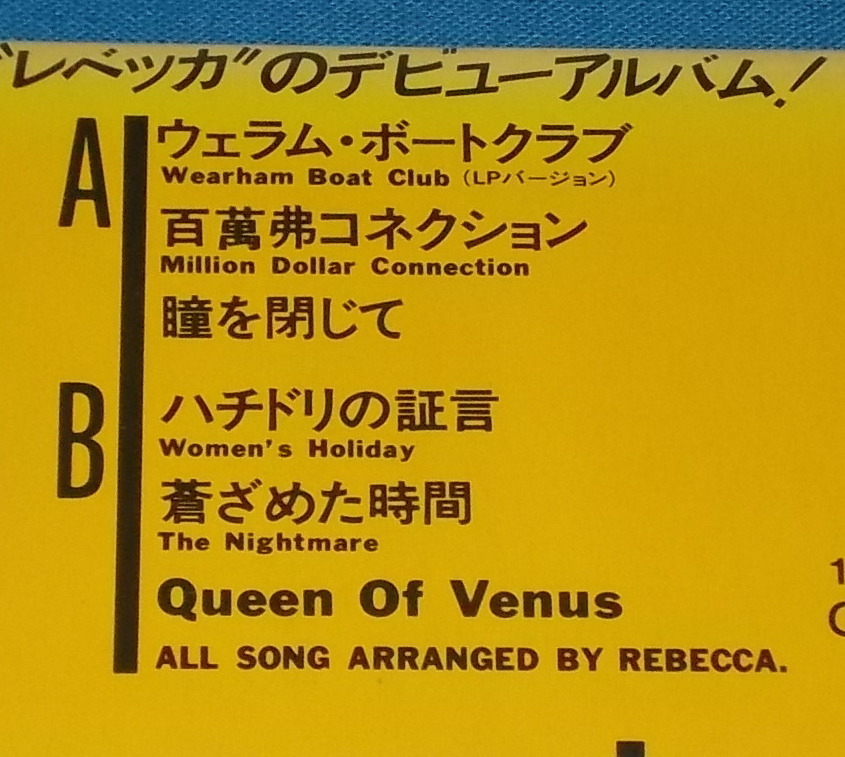 "レベッカ"のデビューアルバム!
A
ウェラム・ボートクラブ
Wearham Boat Club (LPバージョン)
百萬弗コネクション
Million Dollar Connection
瞳を閉じて
B
ハチドリの証言
Women's Holiday
蒼ざめた時間
The Nightmare
Queen Of Venus
ALL SONG ARRANGED BY REBECCA.